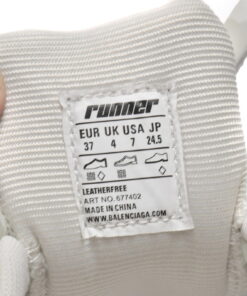 runner
EUR UK USA JP
37 4 7 24.5
LEATHERFREE
ART NO. 677402
MADE IN CHINA
WWW.BALENCIAGA.COM